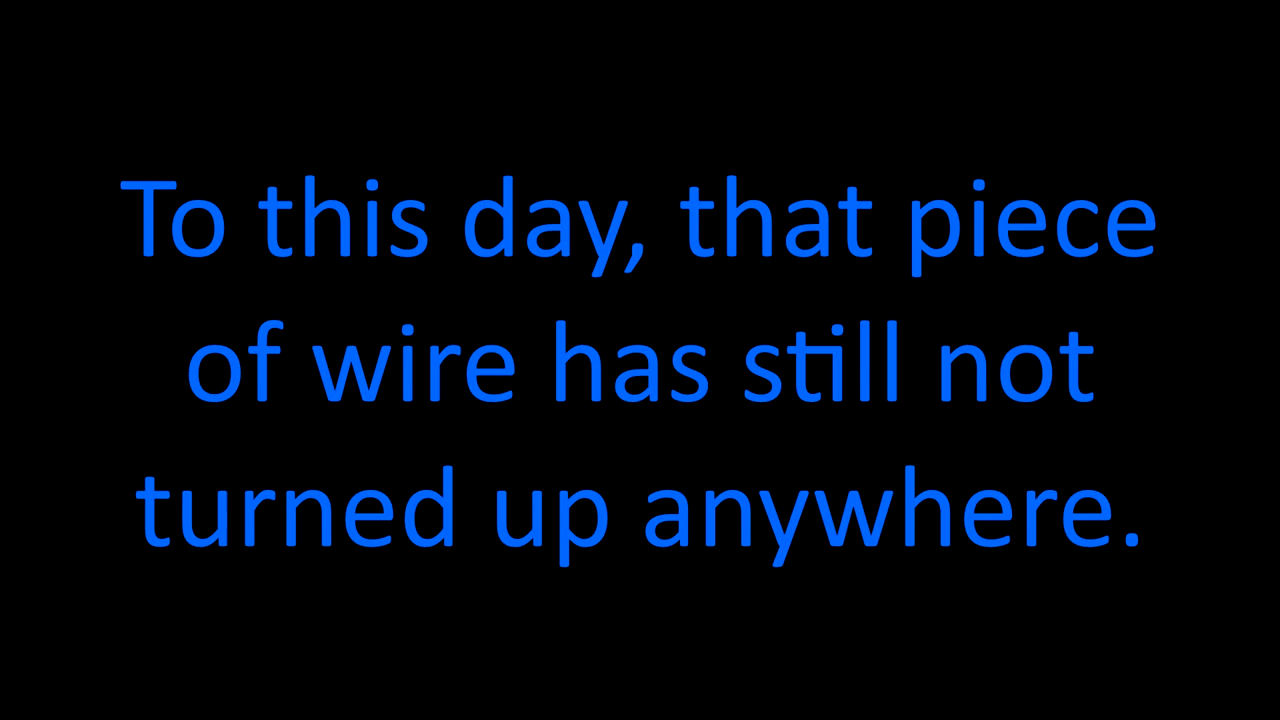 To this day, that piece
of wire has still not
turned up anywhere.